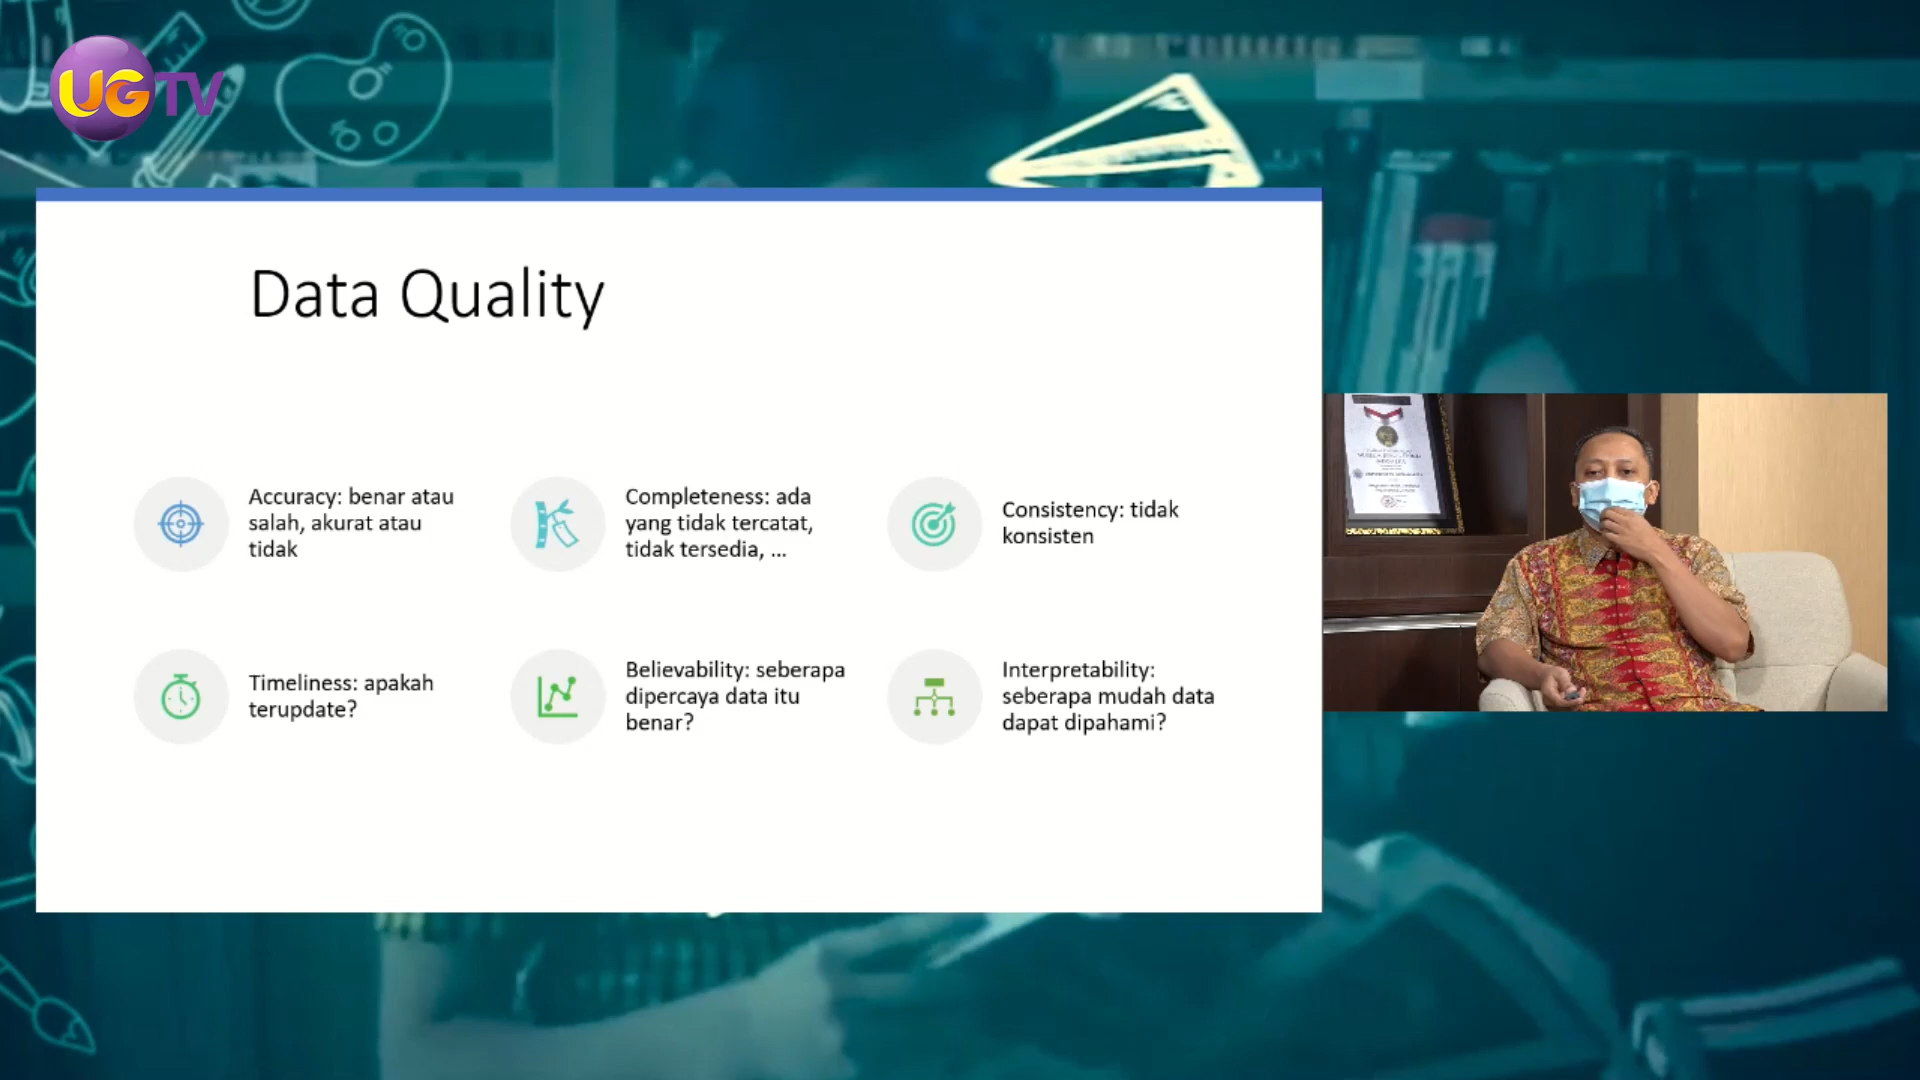 UGTV
Data Quality
Accuracy: benar atau
salah, akurat atau
tidak
Completeness: ada
yang tidak tercatat,
tidak tersedia, ...
Consistency: tidak
konsisten
Timeliness: apakah
terupdate?
Believability: seberapa
dipercaya data itu
benar?
Interpretability:
seberapa mudah data
dapat dipahami?